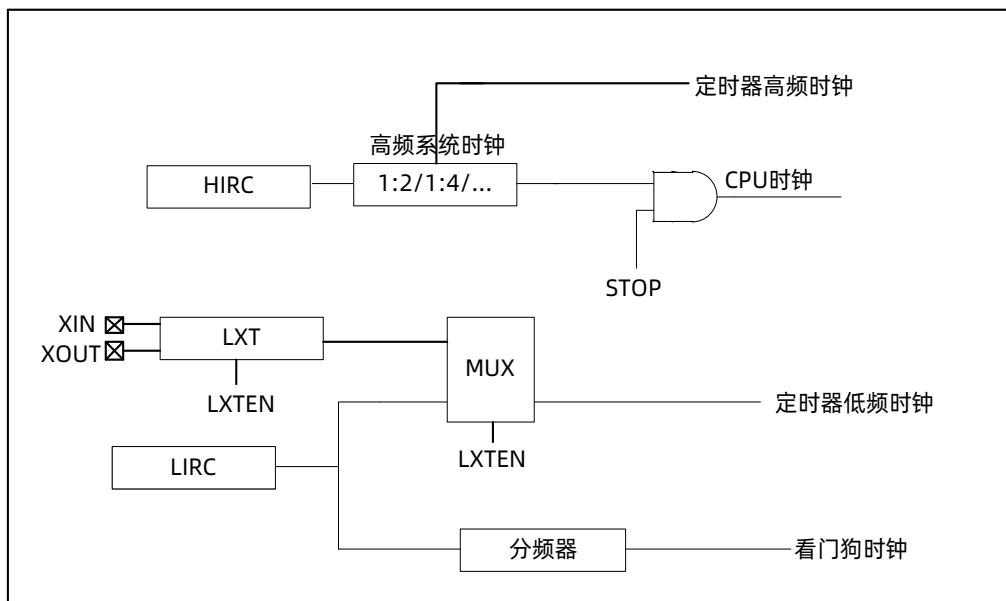 定时器高频时钟
高频系统时钟
HIRC
1:2/1:4/...
CPU时钟
STOP
XIN
XOUT
LXT
MUX
LXTEN
定时器低频时钟
LIRC
LXTEN
分频器
看门狗时钟